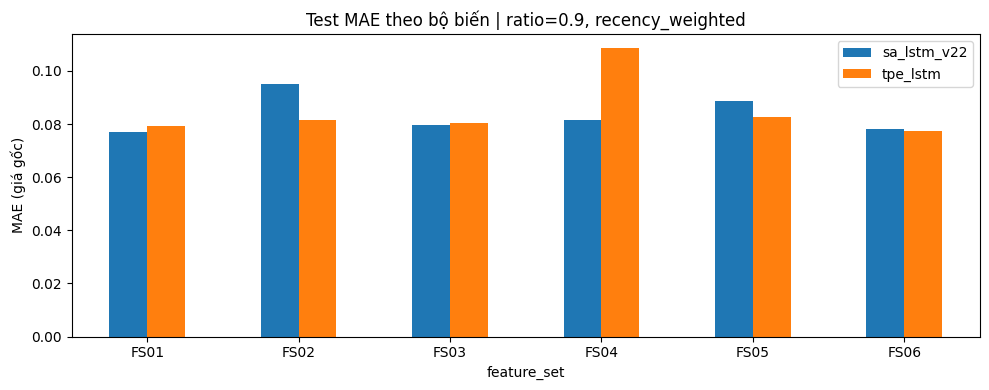 Test MAE theo bộ biến | ratio=0.9, recency_weighted
sa_lstm_v22
tpe_lstm
MAE (giá gốc)
0.10
0.08
0.06
0.04
0.02
0.00
FS01 FS02 FS03 FS04 FS05 FS06
feature_set